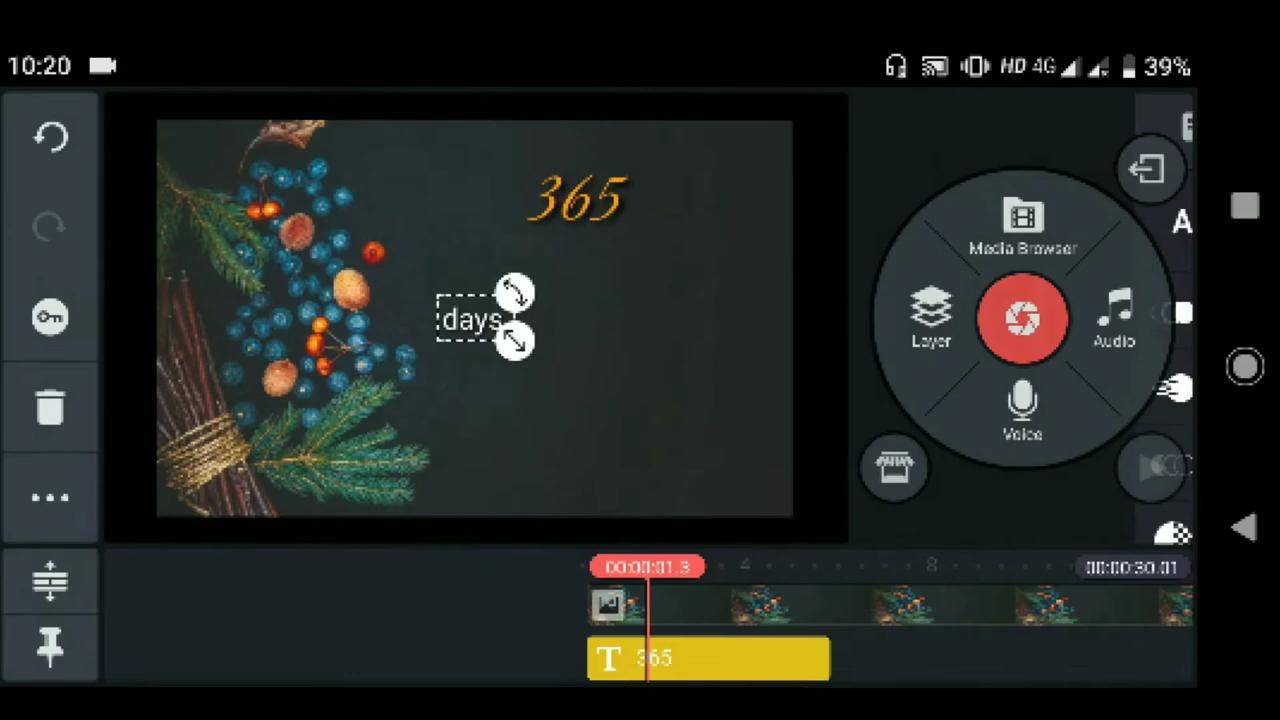 10:20
HD 4G 39%
365
days
Media Browser
Layer
Audio
Voice
A
00:00:01.3
4
8
00:00:30.01
T 365